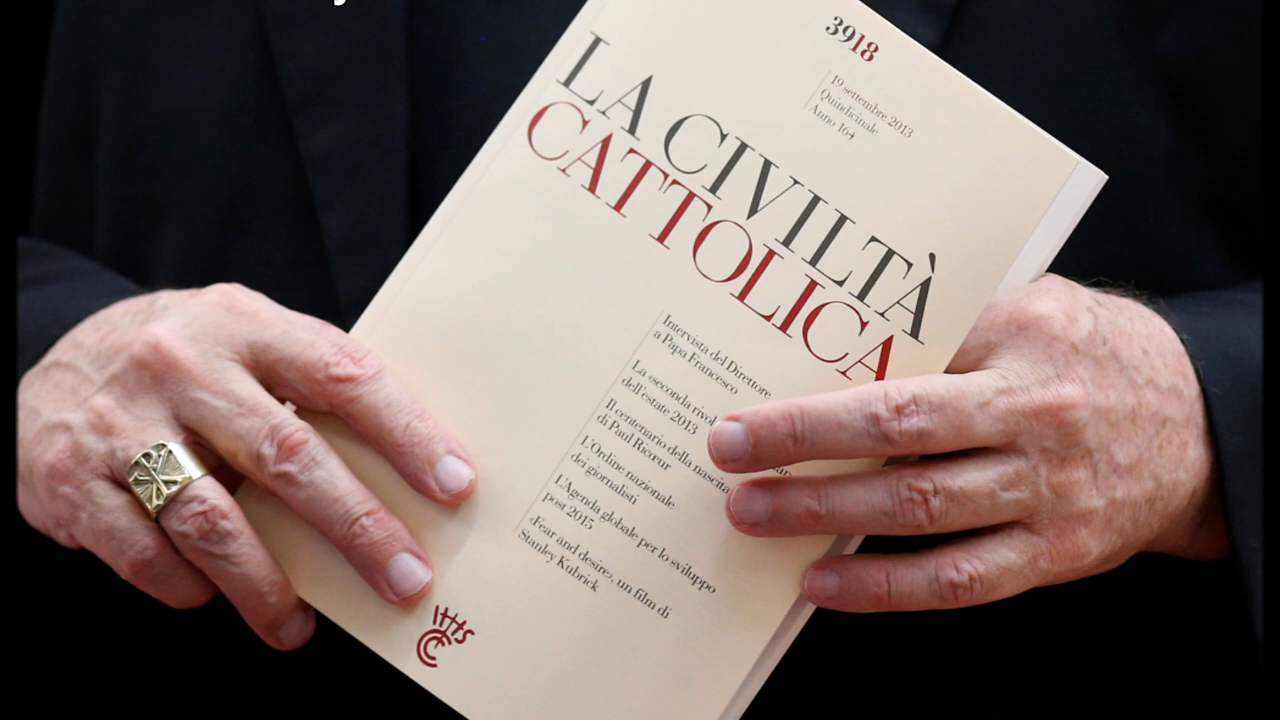 3918
19 settembre 2013
Quindicinale
Anno 164
LA CIVILTÀ
CATTOLICA
Intervista del Direttore
a Papa Francesco
La «seconda
dell'estate 2013
Il centenario della nascita
di Paul Ricœur
L'Ordine nazionale
dei giornalisti
L'Agenda globale per lo sviluppo
post 2015
«Fear and desire», un film di
Stanley Kubrick
IHS